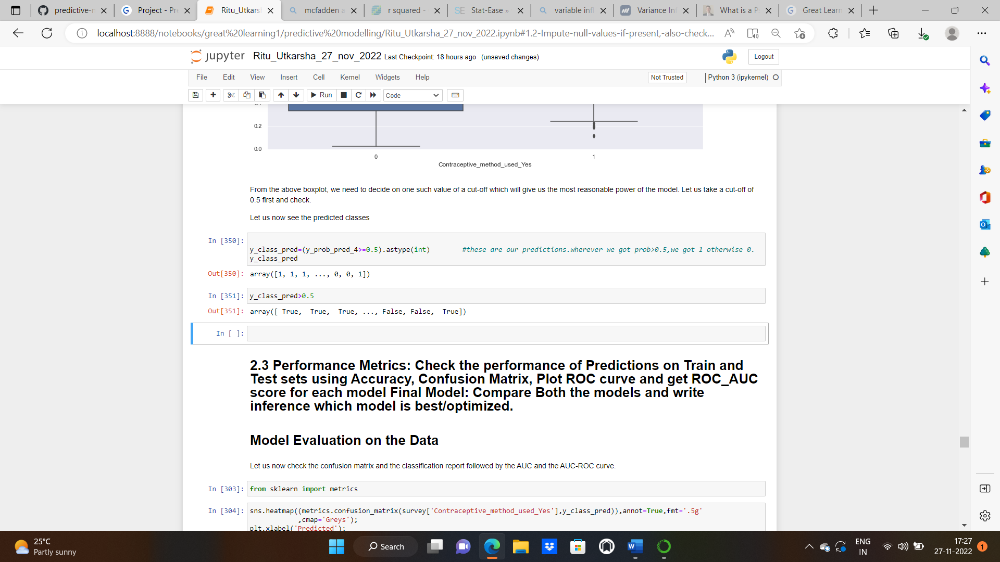 predictive-n
Project - Pre
Ritu_Utkarsh
mcfadden a
r squared -
Stat-Ease »
variable infl
Variance Inf
What is a Ps
Great Learn
localhost:8888/notebooks/great%20learning1/predictive%20modelling/Ritu_Utkarsha_27_nov_2022.ipynb#1.2-Impute-null-values-if-present,-also-check...
jupyter Ritu_Utkarsha_27_nov_2022 Last Checkpoint: 18 hours ago (unsaved changes)
Logout
File Edit View Insert Cell Kernel Widgets Help
Not Trusted
Python 3 (ipykernel)
Run
Code
0.2
0.0
0 1
Contraceptive_method_used_Yes
From the above boxplot, we need to decide on one such value of a cut-off which will give us the most reasonable power of the model. Let us take a cut-off of
0.5 first and check.
Let us now see the predicted classes
In [350]:
y_class_pred=(y_prob_pred_4>=0.5).astype(int) #these are our predictions.wherever we got prob>0.5,we got 1 otherwise 0.
y_class_pred
Out[350]: array([1, 1, 1, ..., 0, 0, 1])
In [351]: y_class_pred>0.5
Out[351]: array([ True, True, True, ..., False, False, True])
In [ ]:
2.3 Performance Metrics: Check the performance of Predictions on Train and
Test sets using Accuracy, Confusion Matrix, Plot ROC curve and get ROC_AUC
score for each model Final Model: Compare Both the models and write
inference which model is best/optimized.
Model Evaluation on the Data
Let us now check the confusion matrix and the classification report followed by the AUC and the AUC-ROC curve.
In [303]: from sklearn import metrics
In [304]: sns.heatmap((metrics.confusion_matrix(survey['Contraceptive_method_used_Yes'],y_class_pred)),annot=True,fmt='.5g'
,cmap='Greys');
plt.xlabel('Predicted');
25°C
Partly sunny
Search
ENG
IN
17:27
27-11-2022
1